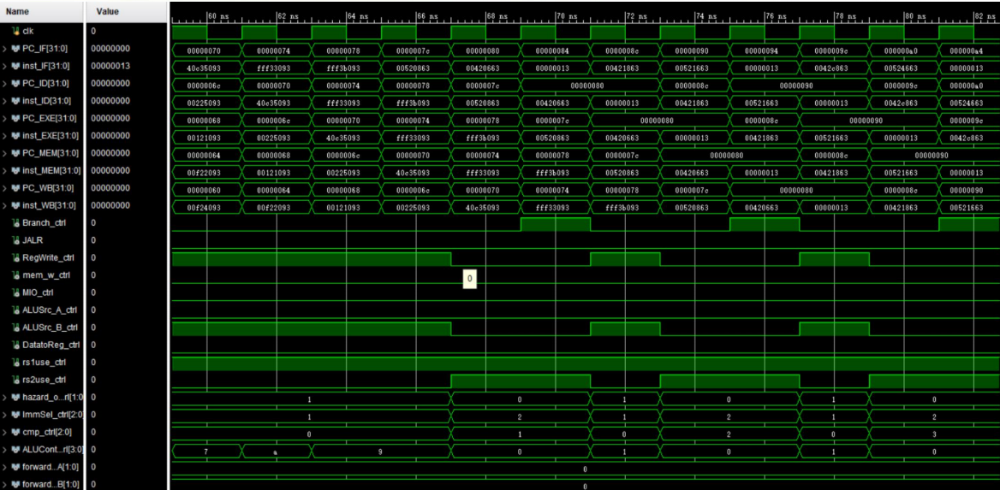 Name Value 60 ns 62 ns 64 ns 66 ns 68 ns 70 ns 72 ns 74 ns 76 ns 78 ns 80 ns 82 ns
clk 0
PC_IF[31:0] 00000000 00000070 00000074 00000078 0000007c 00000080 00000084 0000008c 00000090 00000094 0000009c 000000a0 000000a4
inst_IF[31:0] 00000013 40c35093 fff33093 fff3b093 00520863 00420663 00000013 00421863 00521663 00000013 0042c863 00524663 00000013
PC_ID[31:0] 00000000 0000006c 00000070 00000074 00000078 0000007c 00000080 0000008c 00000090 0000009c 000000a0
inst_ID[31:0] 00000000 00225093 40c35093 fff33093 fff3b093 00520863 00420663 00000013 00421863 00521663 00000013 0042c863 00524663
PC_EXE[31:0] 00000000 00000068 0000006c 00000070 00000074 00000078 0000007c 00000080 0000008c 00000090 0000009c
inst_EXE[31:0] 00000000 00121093 00225093 40c35093 fff33093 fff3b093 00520863 00420663 00000013 00421863 00521663 00000013 0042c863
PC_MEM[31:0] 00000000 00000064 00000068 0000006c 00000070 00000074 00000078 0000007c 00000080 0000008c 00000090
inst_MEM[31:0] 00000000 00f22093 00121093 00225093 40c35093 fff33093 fff3b093 00520863 00420663 00000013 00421863 00521663 00000013
PC_WB[31:0] 00000000 00000060 00000064 00000068 0000006c 00000070 00000074 00000078 0000007c 00000080 0000008c 00000090
inst_WB[31:0] 00000000 00f24093 00f22093 00121093 00225093 40c35093 fff33093 fff3b093 00520863 00420663 00000013 00421863 00521663
Branch_ctrl 0
JALR 0
RegWrite_ctrl 0
mem_w_ctrl 0 0
MIO_ctrl 0
ALUSrc_A_ctrl 0
ALUSrc_B_ctrl 0
DatatoReg_ctrl 0
rs1use_ctrl 0
rs2use_ctrl 0
hazard_o...rl[1:0 0 1 0 1 0 1 0
ImmSel_ctrl[2:0] 0 1 2 1 2 1 2
cmp_ctrl[2:0] 0 0 1 0 2 0 3
ALUCont...rl[3:0] 0 7 a 9 0 1 0 1 0
forward...A[1:0] 0 0
forward...B[1:0] 0 0